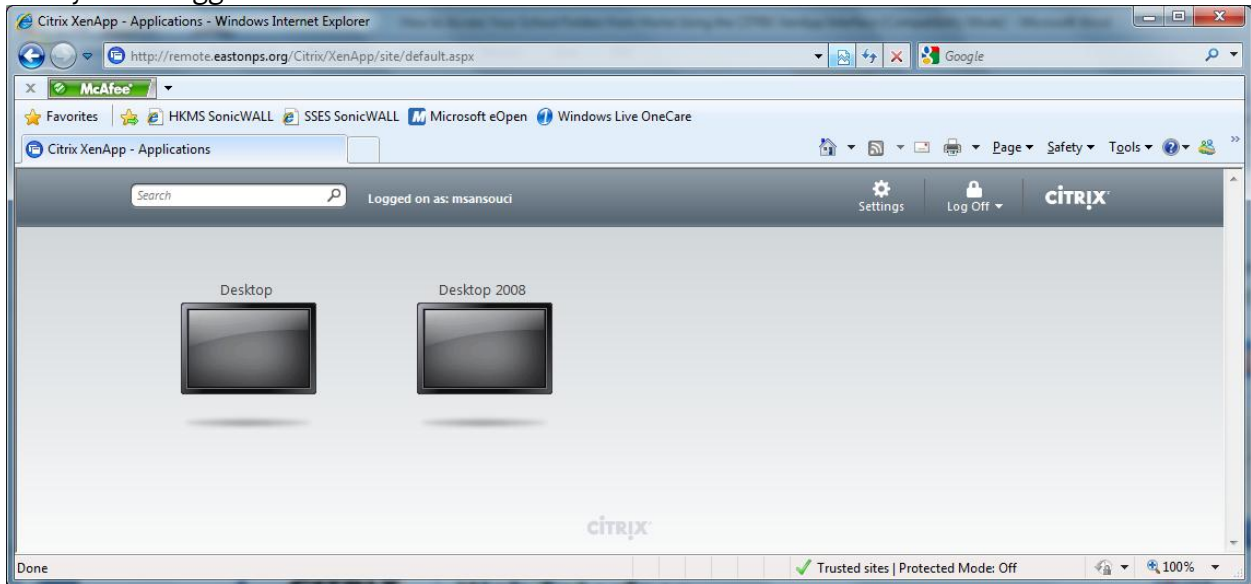 Citrix XenApp - Applications - Windows Internet Explorer
http://remote.eastonps.org/Citrix/XenApp/site/default.aspx
Google
X McAfee
Favorites HKMS SonicWALL SSES SonicWALL Microsoft eOpen Windows Live OneCare
Citrix XenApp - Applications Page Safety Tools
Search Logged on as: msansouci Settings Log Off CITRIX
Desktop Desktop 2008
CITRIX
Done Trusted sites | Protected Mode: Off 100%